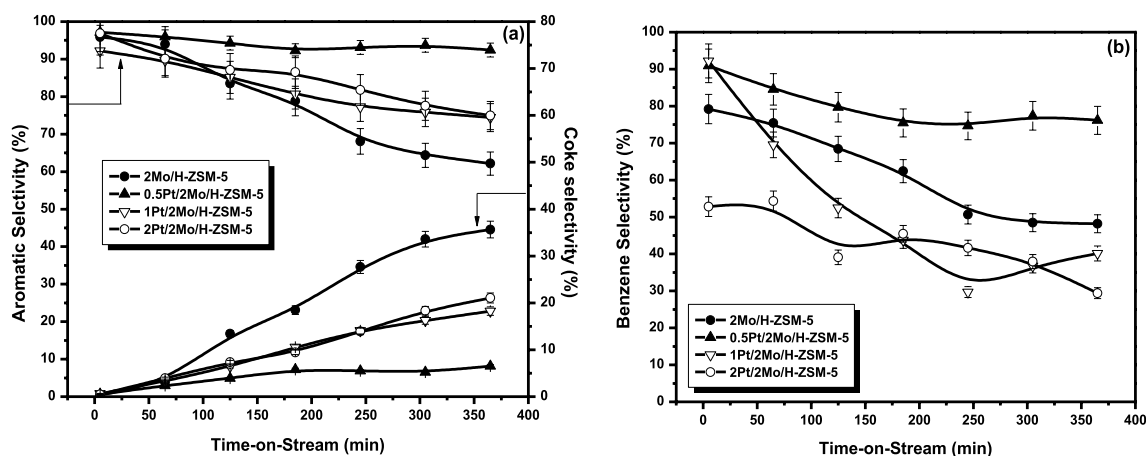 (a)
Aromatic Selctivity (%)
100
90
80
70
60
50
40
30
20
10
0
Coke selectivity (%)
80
70
60
50
40
30
20
10
0
2Mo/H-ZSM-5
0.5Pt/2Mo/H-ZSM-5
1Pt/2Mo/H-ZSM-5
2Pt/2Mo/H-ZSM-5
0 50 100 150 200 250 300 350 400
Time-on-Stream (min)
(b)
Benzene Selectivity (%)
100
90
80
70
60
50
40
30
20
10
0
2Mo/H-ZSM-5
0.5Pt/2Mo/H-ZSM-5
1Pt/2Mo/H-ZSM-5
2Pt/2Mo/H-ZSM-5
0 50 100 150 200 250 300 350 400
Time-on-Stream (min)